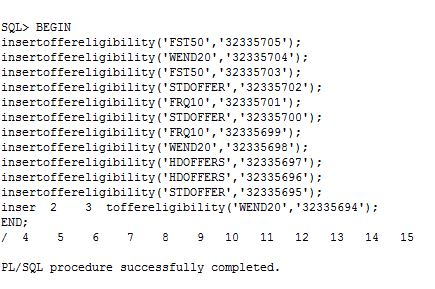 SQL> BEGIN
insertoffereligibility('FST50','32335705');
insertoffereligibility('WEND20','32335704');
insertoffereligibility('FST50','32335703');
insertoffereligibility('STDOFFER','32335702');
insertoffereligibility('FRQ10','32335701');
insertoffereligibility('STDOFFER','32335700');
insertoffereligibility('FRQ10','32335699');
insertoffereligibility('WEND20','32335698');
insertoffereligibility('HDOFFERS','32335697');
insertoffereligibility('HDOFFERS','32335696');
insertoffereligibility('STDOFFER','32335695');
inser  2    3  toffereligibility('WEND20','32335694');
END;
/  4    5    6    7    8    9   10   11   12   13   14   15
PL/SQL procedure successfully completed.